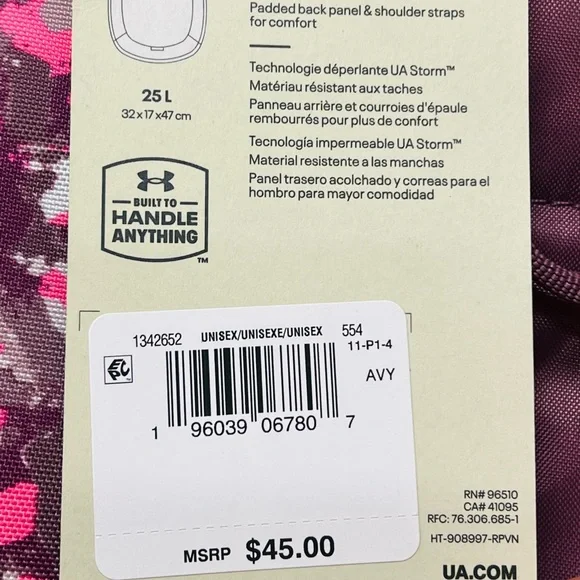 Padded back panel & shoulder straps
for comfort
Technologie déperlante UA Storm™
Matériau résistant aux taches
Panneau arrière et courroies d'épaule
rembourrés pour plus de confort
Tecnología impermeable UA Storm™
Material resistente a las manchas
Panel trasero acolchado y correas para el
hombro para mayor comodidad
25 L
32 x 17 x 47 cm
BUILT TO
HANDLE
ANYTHING
TM
1342652 UNISEX/UNISEXE/UNISEX 554
11-P1-4
EPC
AVY
1 96039 06780 7
MSRP $45.00
RN# 96510
CA# 41095
RFC: 76.306.685-1
HT-908997-RPVN
UA.COM